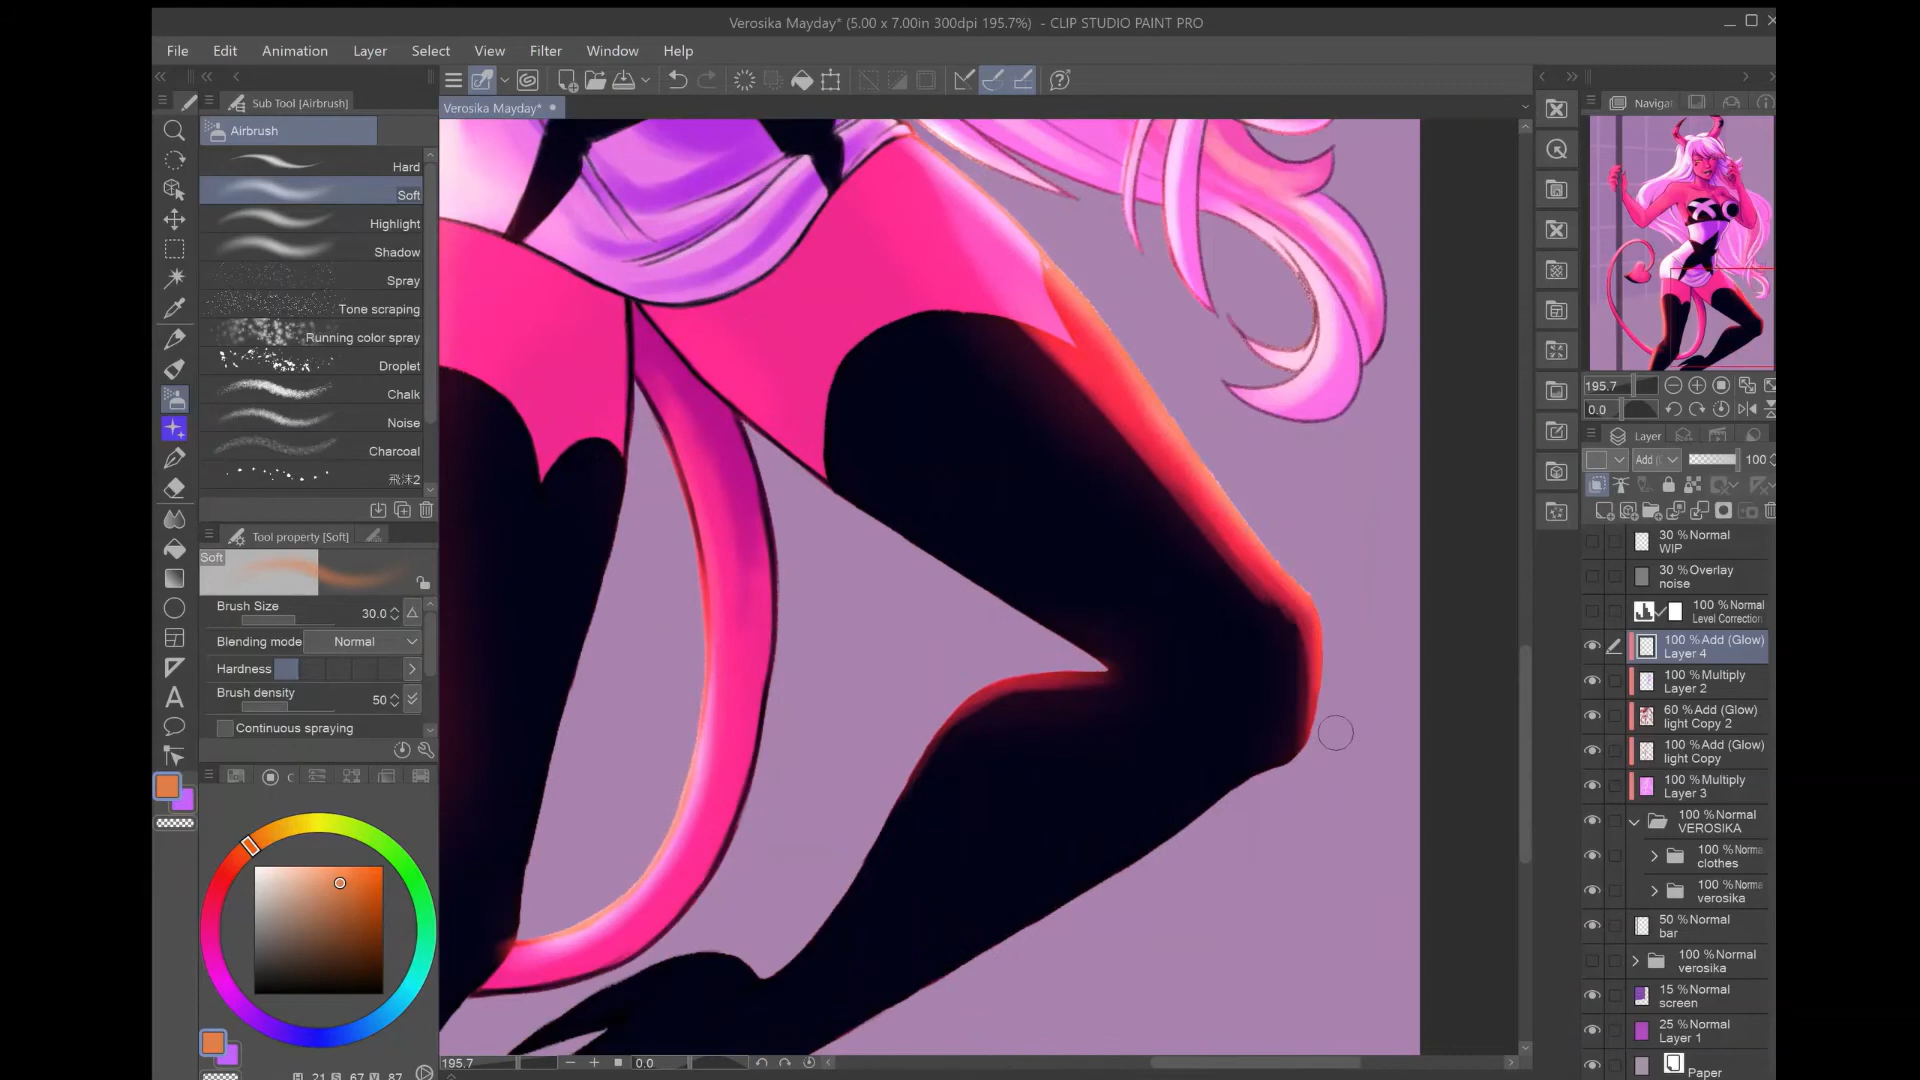 Verosika Mayday* (5.00 x 7.00in 300dpi 195.7%) - CLIP STUDIO PAINT PRO
File Edit Animation Layer Select View Filter Window Help
Sub Tool [Airbrush]
Verosika Mayday*
Navigat
Airbrush
Hard
Soft
Highlight
Shadow
Spray
Tone scraping
Running color spray
Droplet
Chalk
Noise
Charcoal
飛沫2
Tool property [Soft]
Soft
Brush Size 30.0
Blending mode Normal
Hardness
Brush density 50
Continuous spraying
C
H 21 S 67 V 87
195.7 0.0
195.7
0.0
Layer
Add (
100
30 %Normal
WIP
30 %Overlay
noise
100 %Normal
Level Correction
100 %Add (Glow)
Layer 4
100 %Multiply
Layer 2
60 %Add (Glow)
light Copy 2
100 %Add (Glow)
light Copy
100 %Multiply
Layer 3
100 %Normal
VEROSIKA
100 %Norma
clothes
100 %Norma
verosika
50 %Normal
bar
100 %Normal
verosika
15 %Normal
screen
25 %Normal
Layer 1
Paper